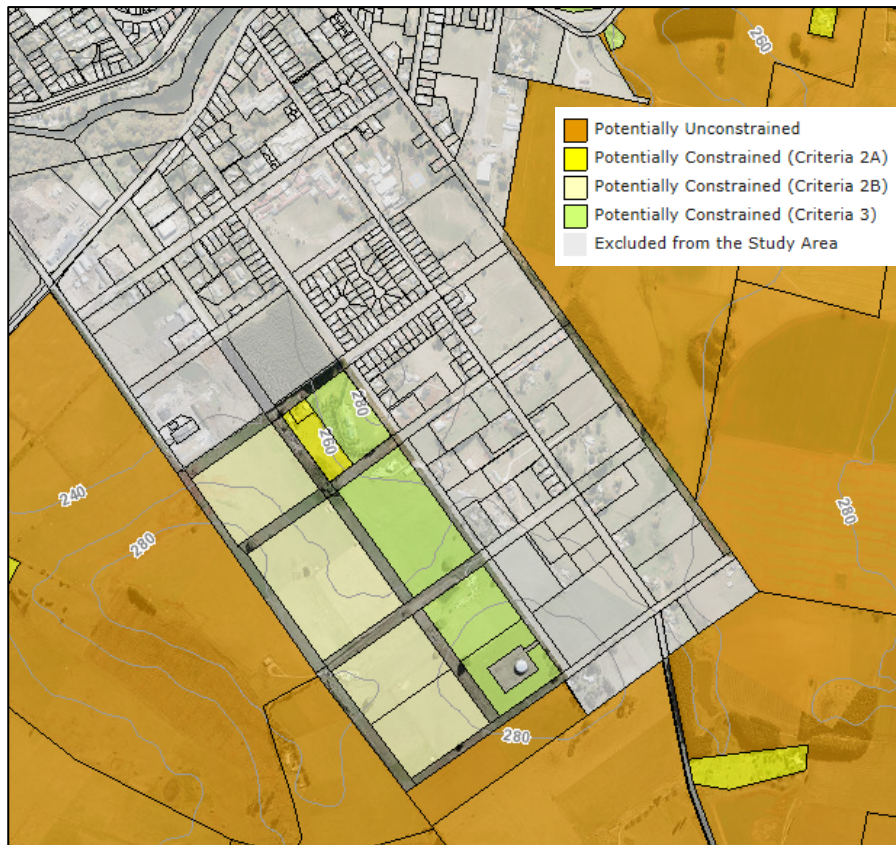 260
Potentially Unconstrained
Potentially Constrained (Criteria 2A)
Potentially Constrained (Criteria 2B)
Potentially Constrained (Criteria 3)
Excluded from the Study Area
280
260
240
280
280
280